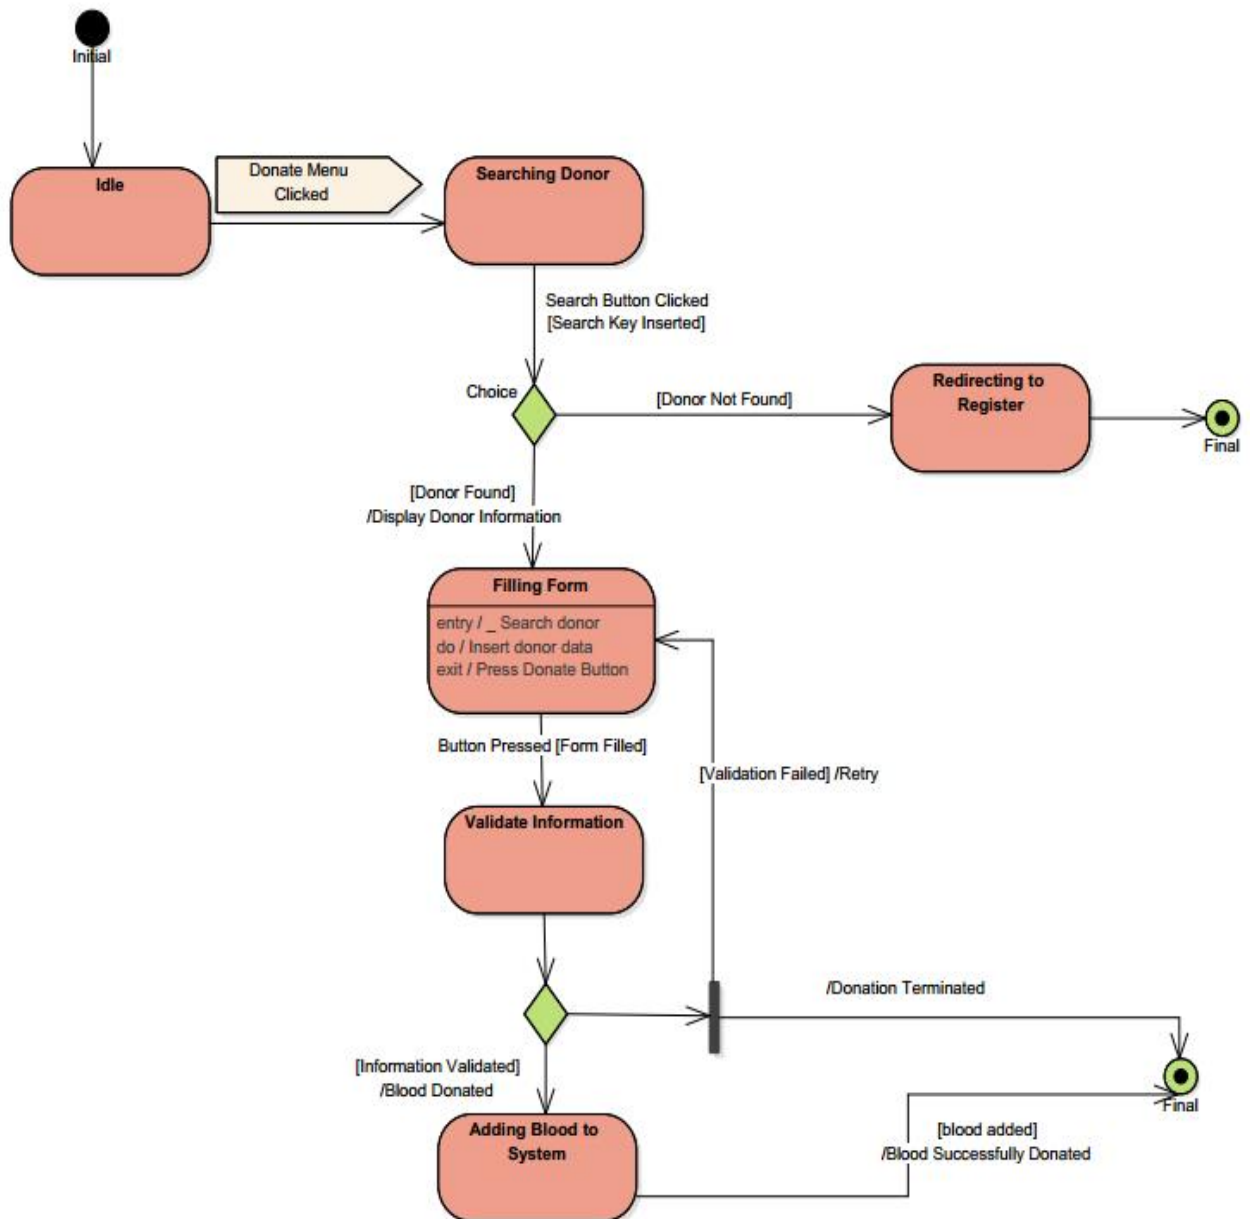 Initial
Idle
Donate Menu
Clicked
Searching Donor
Search Button Clicked
[Search Key Inserted]
Choice
[Donor Not Found]
Redirecting to
Register
Final
[Donor Found]
/Display Donor Information
Filling Form
entry / _ Search donor
do / Insert donor data
exit / Press Donate Button
Button Pressed [Form Filled]
[Validation Failed] /Retry
Validate Information
/Donation Terminated
[Information Validated]
/Blood Donated
Final
Adding Blood to
System
[blood added]
/Blood Successfully Donated